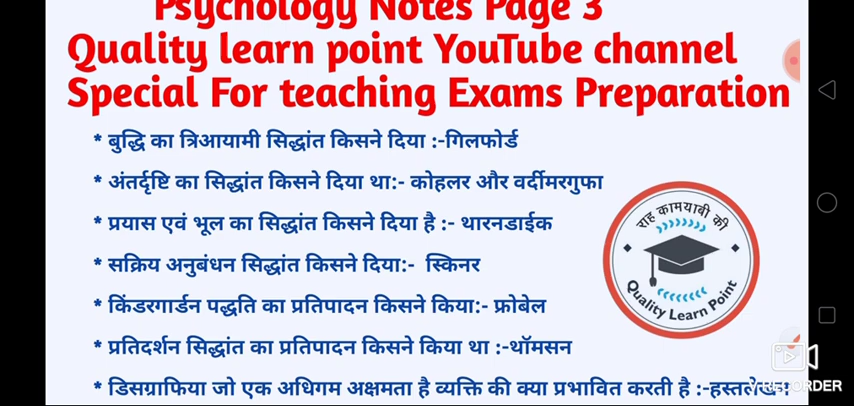 Psychology Notes Page 3
Quality learn point YouTube channel
Special For teaching Exams Preparation
* बुद्धि का त्रिआयामी सिद्धांत किसने दिया :-गिलफोर्ड
* अंतर्दृष्टि का सिद्धांत किसने दिया था:- कोहलर और वर्दीमरगुफा
* प्रयास एवं भूल का सिद्धांत किसने दिया है :- थारनडाईक
* सक्रिय अनुबंधन सिद्धांत किसने दिया:- स्किनर
* किंडरगार्डन पद्धति का प्रतिपादन किसने किया:- फ्रोबेल
* प्रतिदर्शन सिद्धांत का प्रतिपादन किसने किया था :-थॉमसन
* डिसग्राफिया जो एक अधिगम अक्षमता है व्यक्ति की क्या प्रभावित करती है :-हस्तलेखन
राह कामयाबी की
Quality Learn Point
V RECORDER